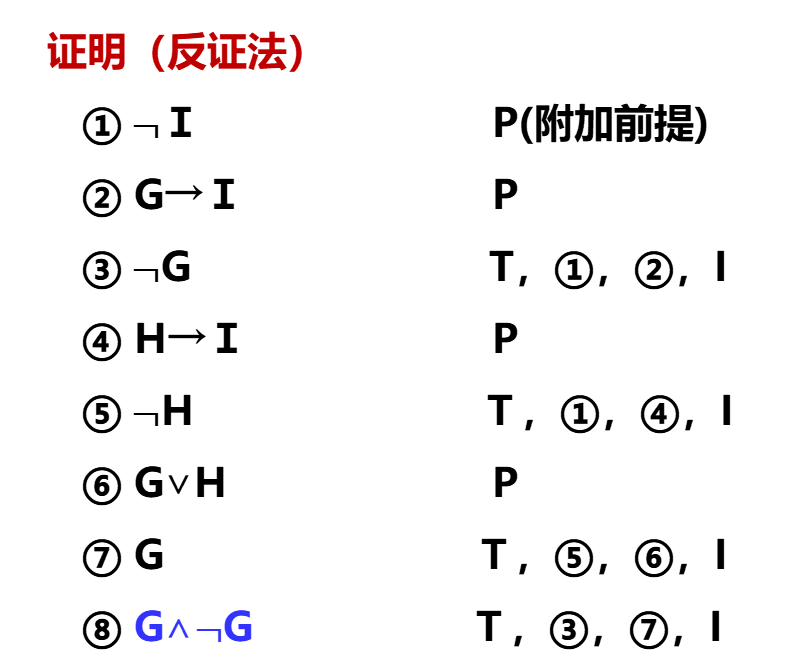 证明（反证法）
① ¬ I P(附加前提)
② G→ I P
③ ¬G T，①，②，I
④ H→ I P
⑤ ¬H T，①，④，I
⑥ G∨H P
⑦ G T，⑤，⑥，I
⑧ G∧¬G T，③，⑦，I